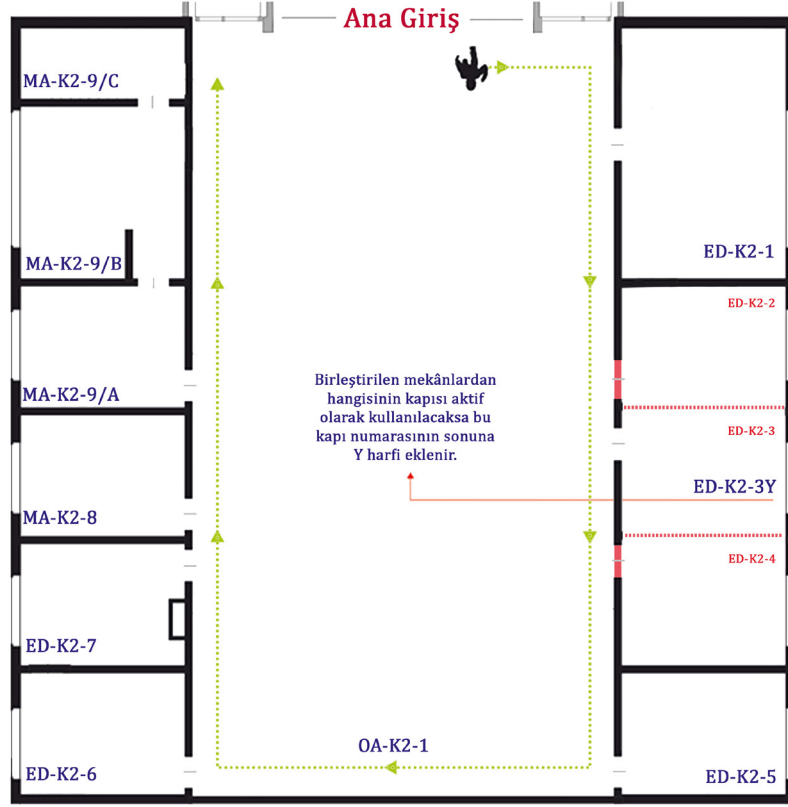 Ana Giriş
MA-K2-9/C
MA-K2-9/B
MA-K2-9/A
MA-K2-8
ED-K2-7
ED-K2-6
Birleştirilen mekânlardan
hangisinin kapısı aktif
olarak kullanılacaksa bu
kapı numarasının sonuna
Y harfi eklenir.
OA-K2-1
ED-K2-1
ED-K2-2
ED-K2-3
ED-K2-3Y
ED-K2-4
ED-K2-5